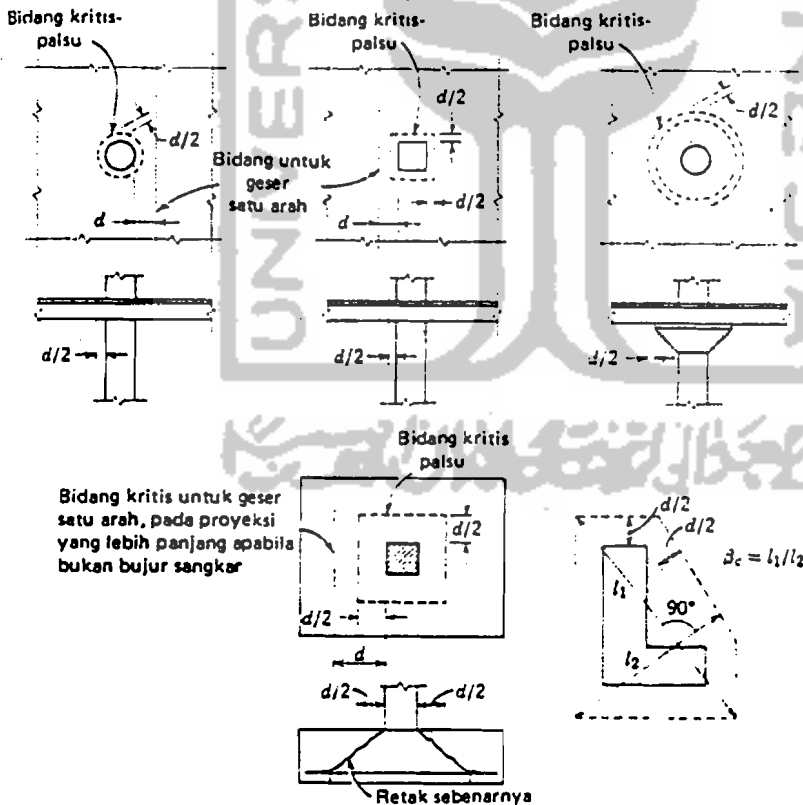 Bidang kritis-
palsu
d/2
Bidang untuk
geser
satu arah
d
d/2
Bidang kritis-
palsu
d/2
d/2
d
d/2
Bidang kritis-
palsu
d/2
d/2
UNIVER
Bidang kritis
palsu
Bidang kritis untuk geser
satu arah, pada proyeksi
yang lebih panjang apabila
bukan bujur sangkar
d/2
d/2
d
d/2
d/2
Retak sebenarnya
d/2
d/2
l₁
90°
l₂
β_c = l₁/l₂